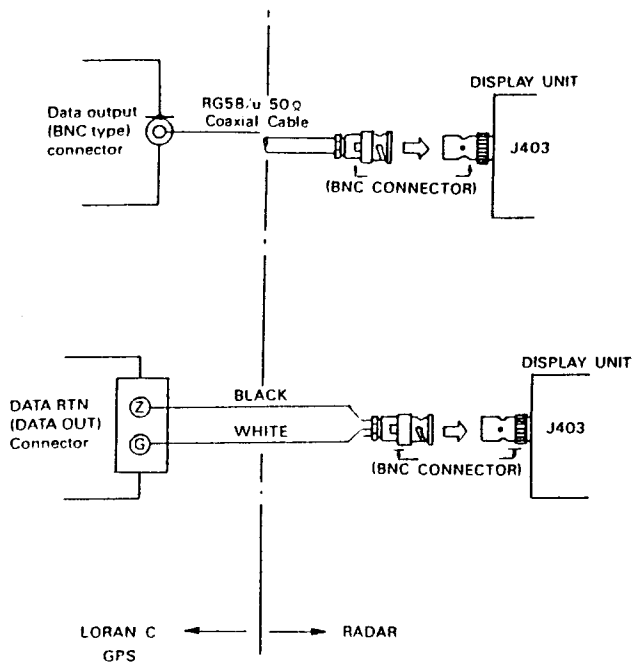 DISPLAY UNIT
RG58/u 50Ω
Coaxial Cable
Data output
(BNC type)
connector
J403
(BNC CONNECTOR)
DISPLAY UNIT
DATA RTN
(DATA OUT)
Connector
Z
G
BLACK
WHITE
J403
(BNC CONNECTOR)
LORAN C
GPS
RADAR